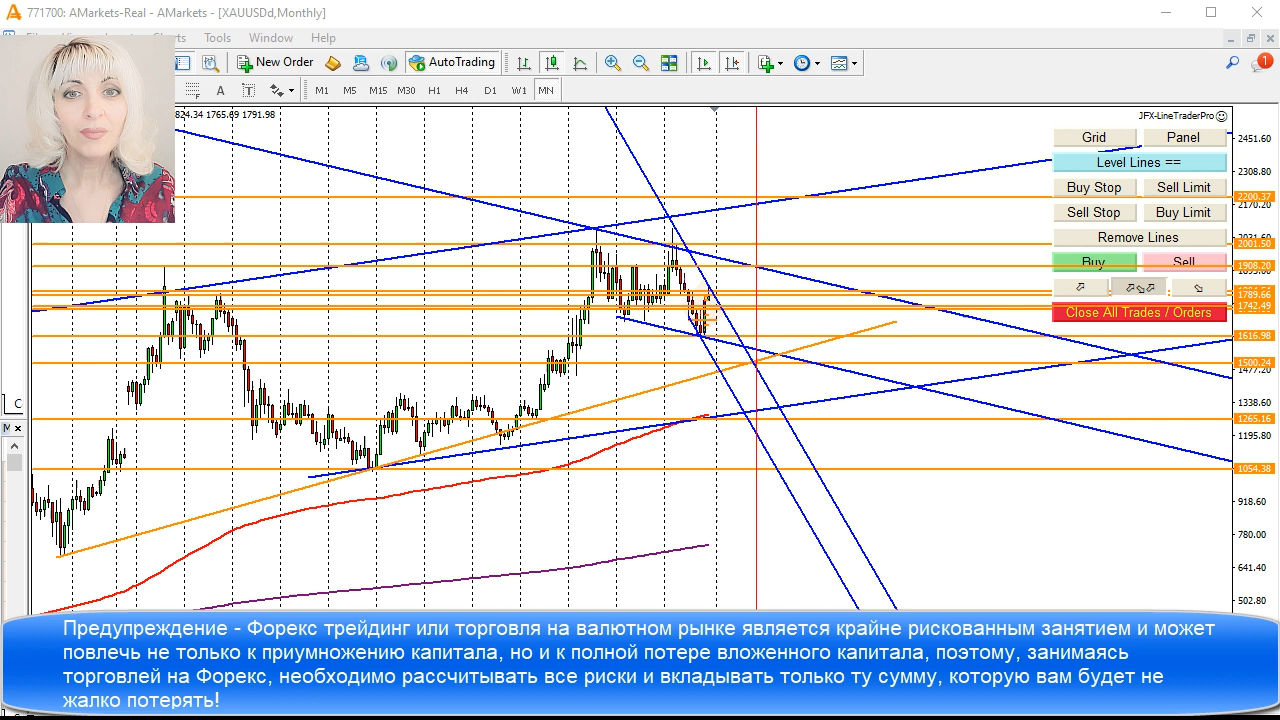 771700: AMarkets-Real - AMarkets - [XAUUSDd,Monthly]
Tools Window Help
New Order AutoTrading 1
A T M1 M5 M15 M30 H1 H4 D1 W1 MN
824.34 1765.69 1791.98
JFX-LineTraderPro
Grid Panel
Level Lines ==
Buy Stop Sell Limit
Sell Stop Buy Limit
Remove Lines
Buy Sell
Close All Trades / Orders
2451.60
2308.80
2200.37
2170.20
2001.50
1908.20
1789.66
1742.49
1616.98
1500.24
1477.20
1338.60
1265.16
1195.80
1054.38
918.60
780.00
641.40
502.80
C
M
Предупреждение - Форекс трейдинг или торговля на валютном рынке является крайне рискованным занятием и может
повлечь не только к приумножению капитала, но и к полной потере вложенного капитала, поэтому, занимаясь
торговлей на Форекс, необходимо рассчитывать все риски и вкладывать только ту сумму, которую вам будет не
жалко потерять!